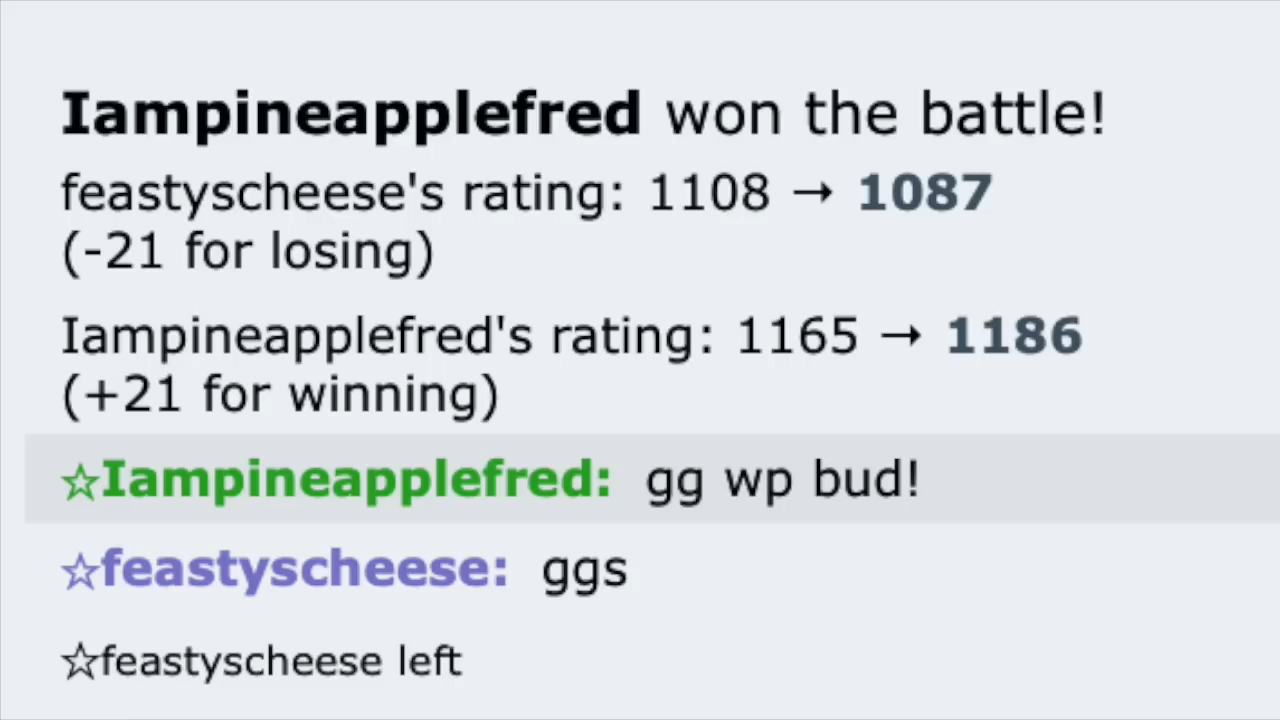 Iampineapplefred won the battle!
feastyscheese's rating: 1108 → 1087
(-21 for losing)
Iampineapplefred's rating: 1165 → 1186
(+21 for winning)
☆Iampineapplefred: gg wp bud!
☆feastyscheese: ggs
☆feastyscheese left